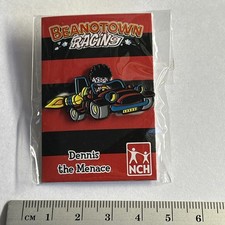 BEANOTOWN
RACING
Dennis
the Menace
NCH
CM 1 2 3 4 5 6